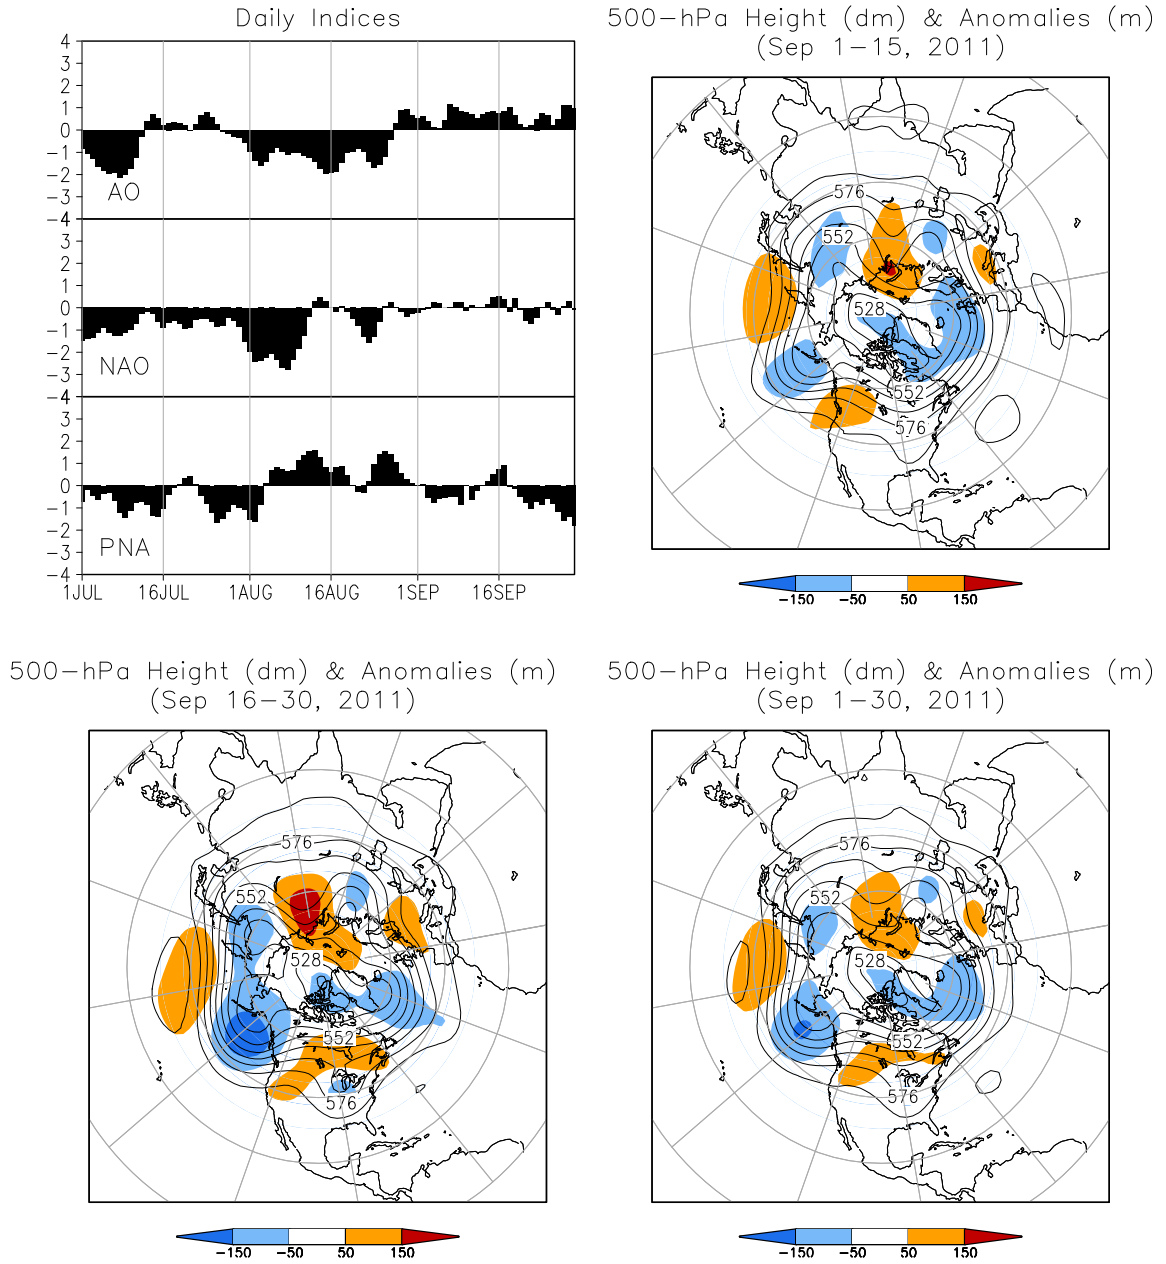 Daily Indices
4
3
2
1
0
-1
-2
-3
-4
AO
3
2
1
0
-1
-2
-3
-4
NAO
3
2
1
0
-1
-2
-3
-4
PNA
1JUL 16JUL 1AUG 16AUG 1SEP 16SEP
500-hPa Height (dm) & Anomalies (m)
(Sep 1-15, 2011)
576
552
528
552
576
-150 -50 50 150
500-hPa Height (dm) & Anomalies (m)
(Sep 16-30, 2011)
576
552
528
552
576
-150 -50 50 150
500-hPa Height (dm) & Anomalies (m)
(Sep 1-30, 2011)
576
552
528
552
576
-150 -50 50 150